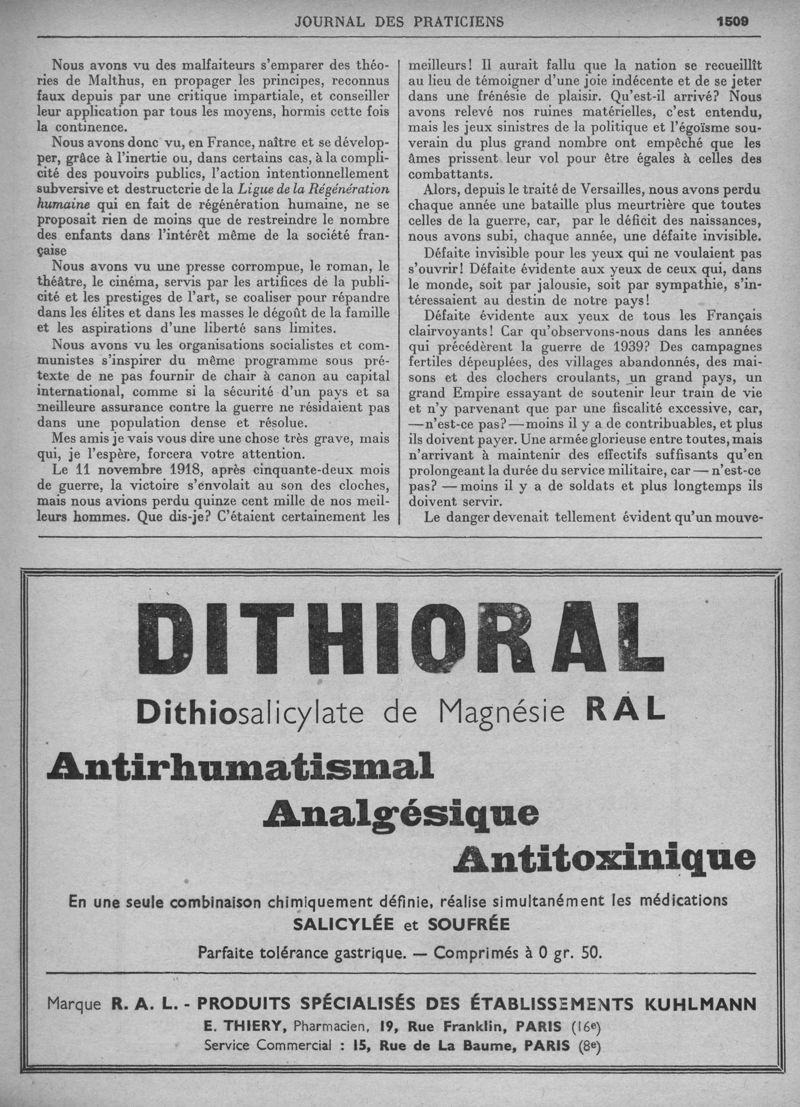 JOURNAL DES PRATICIENS 1509
Nous avons vu des malfaiteurs s'emparer des théo-
ries de Malthus, en propager les principes, reconnus
faux depuis par une critique impartiale, et conseiller
leur application par tous les moyens, hormis cette fois
la continence.
Nous avons donc vu, en France, naître et se dévelop-
per, grâce à l'inertie ou, dans certains cas, à la compli-
cité des pouvoirs publics, l'action intentionnellement
subversive et destructcrie de la Ligue de la Régénération
humaine qui en fait de régénération humaine, ne se
proposait rien de moins que de restreindre le nombre
des enfants dans l'intérêt même de la société fran-
çaise
Nous avons vu une presse corrompue, le roman, le
théâtre, le cinéma, servis par les artifices de la publi-
cité et les prestiges de l'art, se coaliser pour répandre
dans les élites et dans les masses le dégoût de la famille
et les aspirations d'une liberté sans limites.
Nous avons vu les organisations socialistes et com-
munistes s'inspirer du même programme sous pré-
texte de ne pas fournir de chair à canon au capital
international, comme si la sécurité d'un pays et sa
meilleure assurance contre la guerre ne résidaient pas
dans une population dense et résolue.
Mes amis je vais vous dire une chose très grave, mais
qui, je l'espère, forcera votre attention.
Le 11 novembre 1918, après cinquante-deux mois
de guerre, la victoire s'envolait au son des cloches,
mais nous avions perdu quinze cent mille de nos meil-
leurs hommes. Que dis-je? C'étaient certainement les
meilleurs! Il aurait fallu que la nation se recueillît
au lieu de témoigner d'une joie indécente et de se jeter
dans une frénésie de plaisir. Qu'est-il arrivé? Nous
avons relevé nos ruines matérielles, c'est entendu,
mais les jeux sinistres de la politique et l'égoïsme sou-
verain du plus grand nombre ont empêché que les
âmes prissent leur vol pour être égales à celles des
combattants.
Alors, depuis le traité de Versailles, nous avons perdu
chaque année une bataille plus meurtrière que toutes
celles de la guerre, car, par le déficit des naissances,
nous avons subi, chaque année, une défaite invisible.
Défaite invisible pour les yeux qui ne voulaient pas
s'ouvrir! Défaite évidente aux yeux de ceux qui, dans
le monde, soit par jalousie, soit par sympathie, s'in-
téressaient au destin de notre pays!
Défaite évidente aux yeux de tous les Français
clairvoyants! Car qu'observons-nous dans les années
qui précédèrent la guerre de 1939? Des campagnes
fertiles dépeuplées, des villages abandonnés, des mai-
sons et des clochers croulants, un grand pays, un
grand Empire essayant de soutenir leur train de vie
et n'y parvenant que par une fiscalité excessive, car,
— n'est-ce pas? — moins il y a de contribuables, et plus
ils doivent payer. Une armée glorieuse entre toutes, mais
n'arrivant à maintenir des effectifs suffisants qu'en
prolongeant la durée du service militaire, car — n'est-ce
pas? — moins il y a de soldats et plus longtemps ils
doivent servir.
Le danger devenait tellement évident qu'un mouve-
DITHIORAL
Dithiosalicylate de Magnésie RAL
Antirhumatismal
Analgésique
Antitoxinique
En une seule combinaison chimiquement définie, réalise simultanément les médications
SALICYLÉE et SOUFRÉE
Parfaite tolérance gastrique. — Comprimés à 0 gr. 50.
Marque R. A. L. - PRODUITS SPÉCIALISÉS DES ÉTABLISSEMENTS KUHLMANN
E. THIERY, Pharmacien, 19, Rue Franklin, PARIS (16e)
Service Commercial : 15, Rue de La Baume, PARIS (8e)